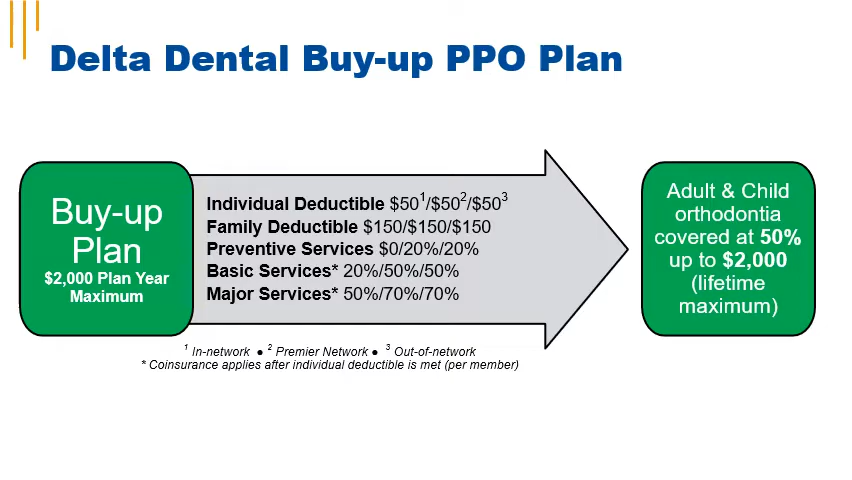 Delta Dental Buy-up PPO Plan
Buy-up
Plan
$2,000 Plan Year
Maximum
Individual Deductible $50¹/$50²/$50³
Family Deductible $150/$150/$150
Preventive Services $0/20%/20%
Basic Services* 20%/50%/50%
Major Services* 50%/70%/70%
Adult & Child
orthodontia
covered at 50%
up to $2,000
(lifetime
maximum)
¹ In-network ● ² Premier Network ● ³ Out-of-network
* Coinsurance applies after individual deductible is met (per member)